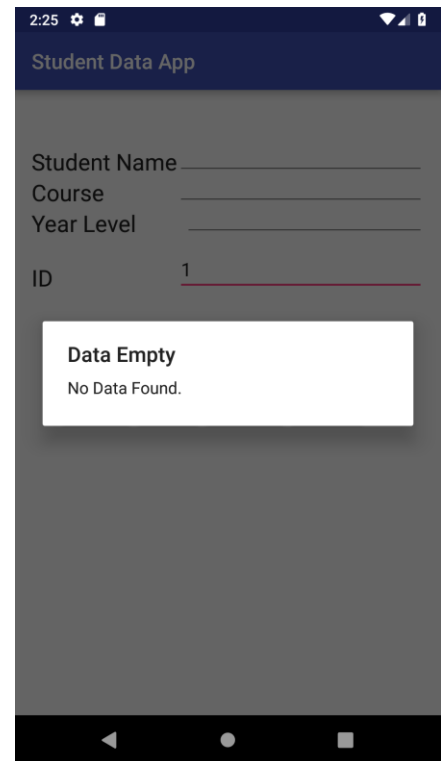 2:25
Student Data App
Student Name
Course
Year Level
ID 1
Data Empty
No Data Found.